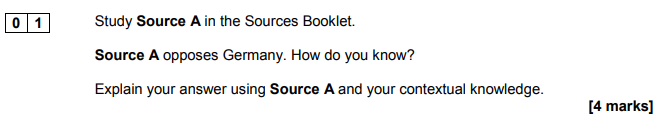 0 1 Study Source A in the Sources Booklet.
Source A opposes Germany. How do you know?
Explain your answer using Source A and your contextual knowledge.
[4 marks]